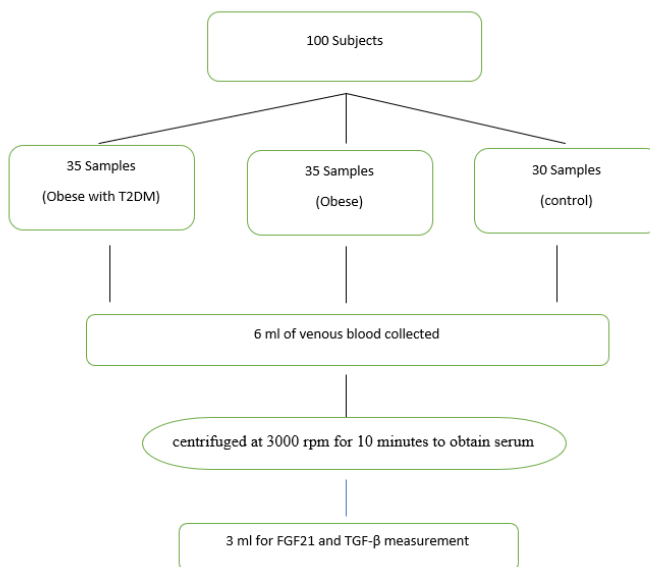 100 Subjects
35 Samples
(Obese with T2DM)
35 Samples
(Obese)
30 Samples
(control)
6 ml of venous blood collected
centrifuged at 3000 rpm for 10 minutes to obtain serum
3 ml for FGF21 and TGF-β measurement